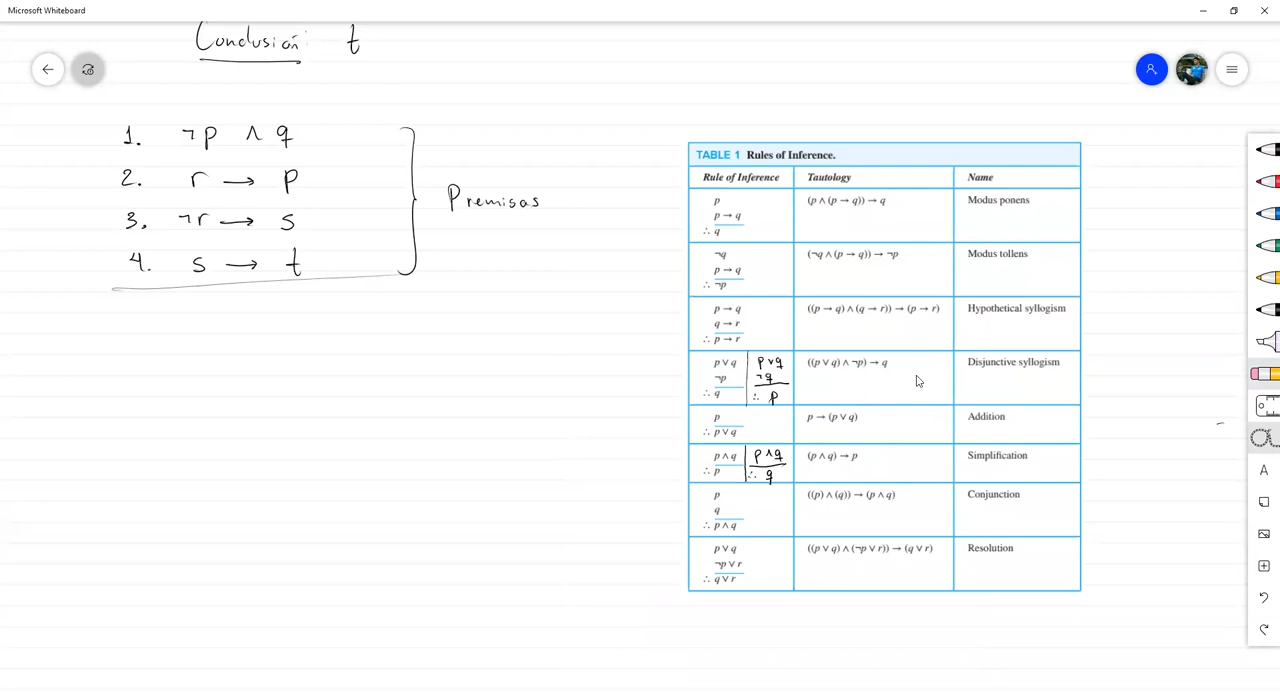 Microsoft Whiteboard
Conclusión: t
1. ¬p ∧ q
2. r → p
3. ¬r → s
4. s → t
Premisas
TABLE 1 Rules of Inference.
Rule of Inference Tautology Name
p
p → q
∴ q
(p ∧ (p → q)) → q
Modus ponens
¬q
p → q
∴ ¬p
(¬q ∧ (p → q)) → ¬p
Modus tollens
p → q
q → r
∴ p → r
((p → q) ∧ (q → r)) → (p → r)
Hypothetical syllogism
p ∨ q
¬p
∴ q
p ∨ q
¬q
∴ p
((p ∨ q) ∧ ¬p) → q
Disjunctive syllogism
p
∴ p ∨ q
p → (p ∨ q)
Addition
p ∧ q
∴ p
p ∧ q
∴ q
(p ∧ q) → p
Simplification
p
q
∴ p ∧ q
((p) ∧ (q)) → (p ∧ q)
Conjunction
p ∨ q
¬p ∨ r
∴ q ∨ r
((p ∨ q) ∧ (¬p ∨ r)) → (q ∨ r)
Resolution
A